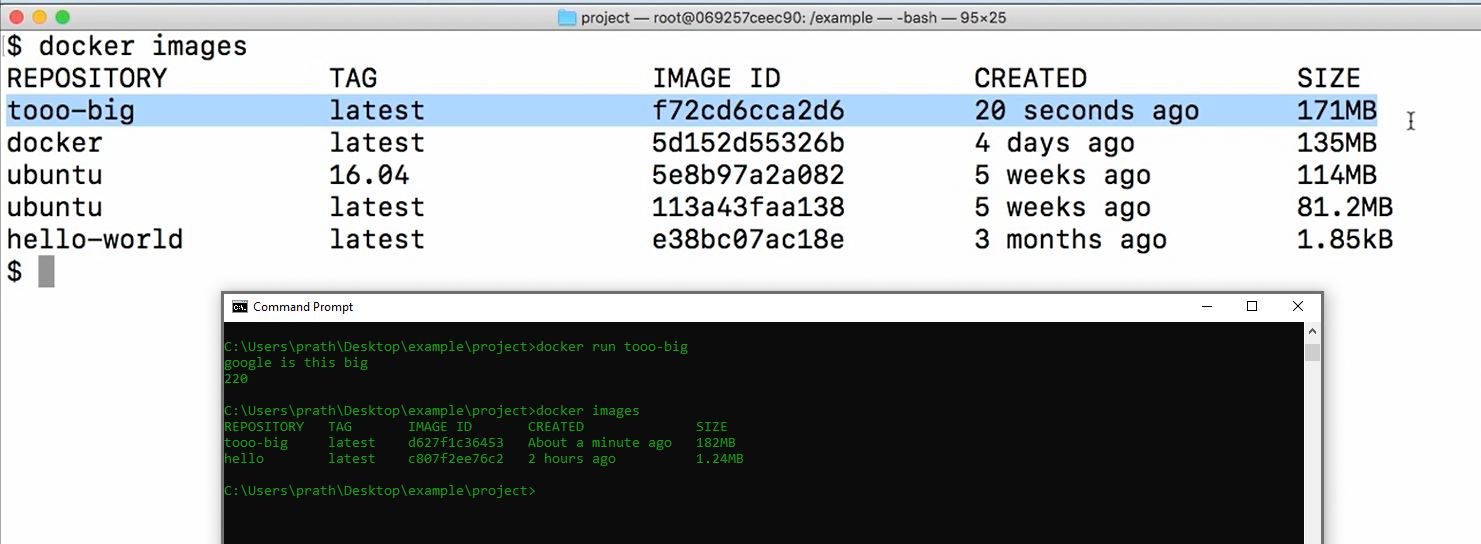 project — root@069257ceec90: /example — -bash — 95×25
$ docker images
REPOSITORY TAG IMAGE ID CREATED SIZE
tooo-big latest f72cd6cca2d6 20 seconds ago 171MB
docker latest 5d152d55326b 4 days ago 135MB
ubuntu 16.04 5e8b97a2a082 5 weeks ago 114MB
ubuntu latest 113a43faa138 5 weeks ago 81.2MB
hello-world latest e38bc07ac18e 3 months ago 1.85kB
$
Command Prompt
C:\Users\prath\Desktop\example\project>docker run tooo-big
google is this big
220
C:\Users\prath\Desktop\example\project>docker images
REPOSITORY TAG IMAGE ID CREATED SIZE
tooo-big latest d627f1c36453 About a minute ago 182MB
hello latest c807f2ee76c2 2 hours ago 1.24MB
C:\Users\prath\Desktop\example\project>